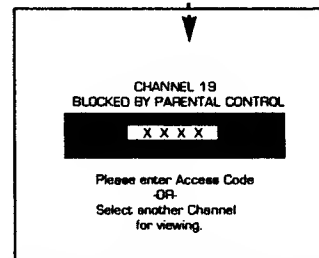 CHANNEL 19
BLOCKED BY PARENTAL CONTROL
X X X X
Please enter Access Code
-OR-
Select another Channel
for viewing.